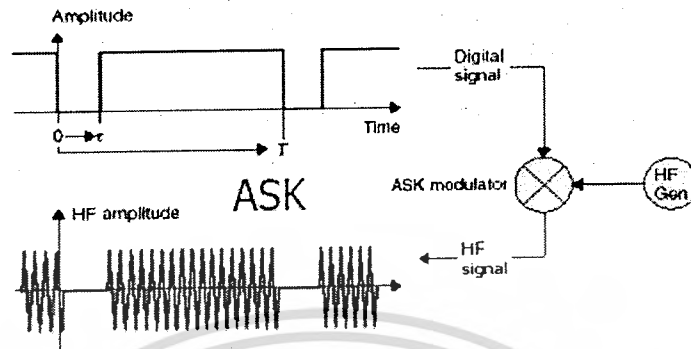 Amplitude
Digital
signal
Time
0
τ
T
ASK modulator
HF
Gen
ASK
HF amplitude
HF
signal